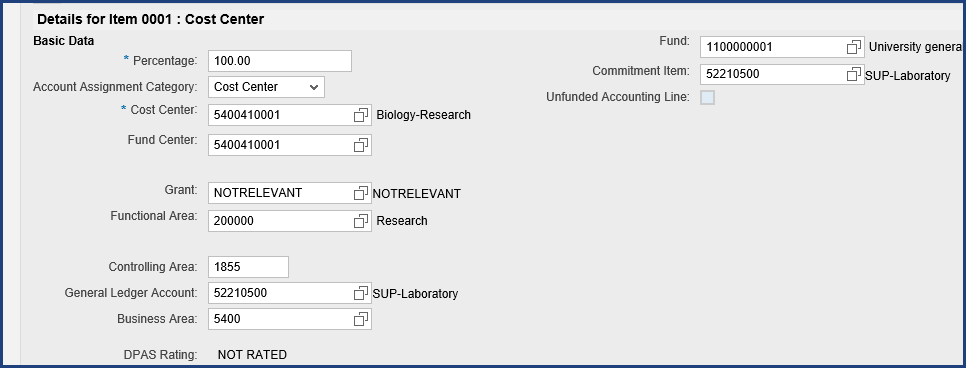 Details for Item 0001 : Cost Center
Basic Data
* Percentage: 100.00
Account Assignment Category: Cost Center
* Cost Center: 5400410001 Biology-Research
Fund Center: 5400410001
Grant: NOTRELEVANT NOTRELEVANT
Functional Area: 200000 Research
Controlling Area: 1855
General Ledger Account: 52210500 SUP-Laboratory
Business Area: 5400
DPAS Rating: NOT RATED
Fund: 1100000001 University genera
Commitment Item: 52210500 SUP-Laboratory
Unfunded Accounting Line: